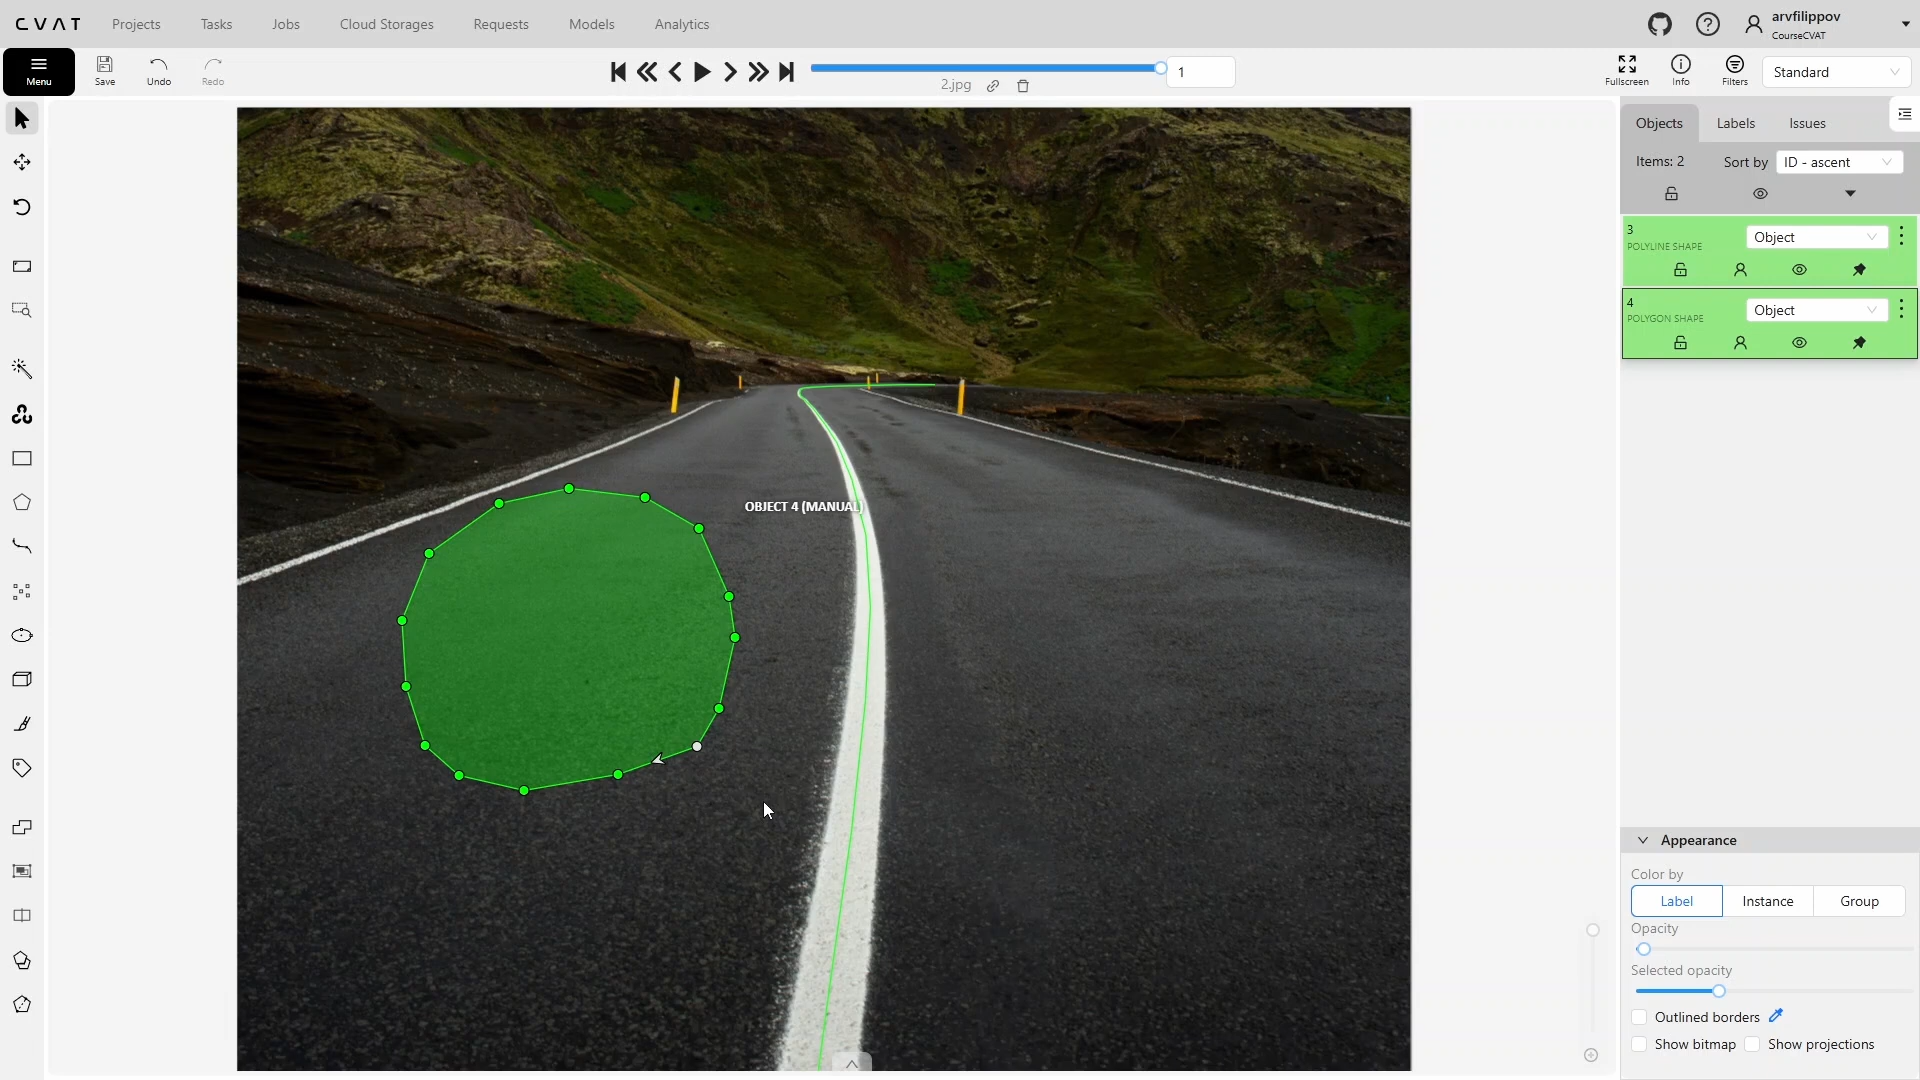 CVAT
Projects
Tasks
Jobs
Cloud Storages
Requests
Models
Analytics
arvfilippov
CourseCVAT
Menu
Save
Undo
Redo
1
2.jpg
Fullscreen
Info
Filters
Standard
Objects
Labels
Issues
Items: 2
Sort by
ID - ascent
3
POLYLINE SHAPE
Object
4
POLYGON SHAPE
Object
OBJECT 4 (MANUAL)
Appearance
Color by
Label
Instance
Group
Opacity
Selected opacity
Outlined borders
Show bitmap
Show projections